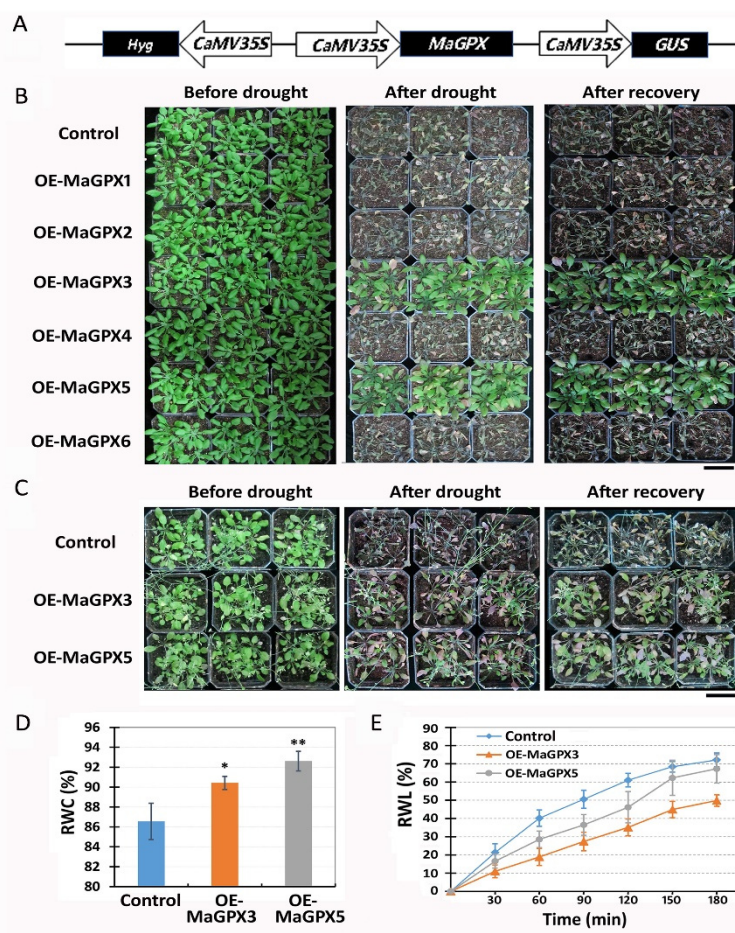 A
Hyg CaMV35S CaMV35S MaGPX CaMV35S GUS
B
Before drought After drought After recovery
Control
OE-MaGPX1
OE-MaGPX2
OE-MaGPX3
OE-MaGPX4
OE-MaGPX5
OE-MaGPX6
C
Before drought After drought After recovery
Control
OE-MaGPX3
OE-MaGPX5
D
RWC (%)
96
94
92
90
88
86
84
82
80
* **
Control OE-MaGPX3 OE-MaGPX5
E
RWL (%)
90
80
70
60
50
40
30
20
10
0
Control
OE-MaGPX3
OE-MaGPX5
30 60 90 120 150 180
Time (min)